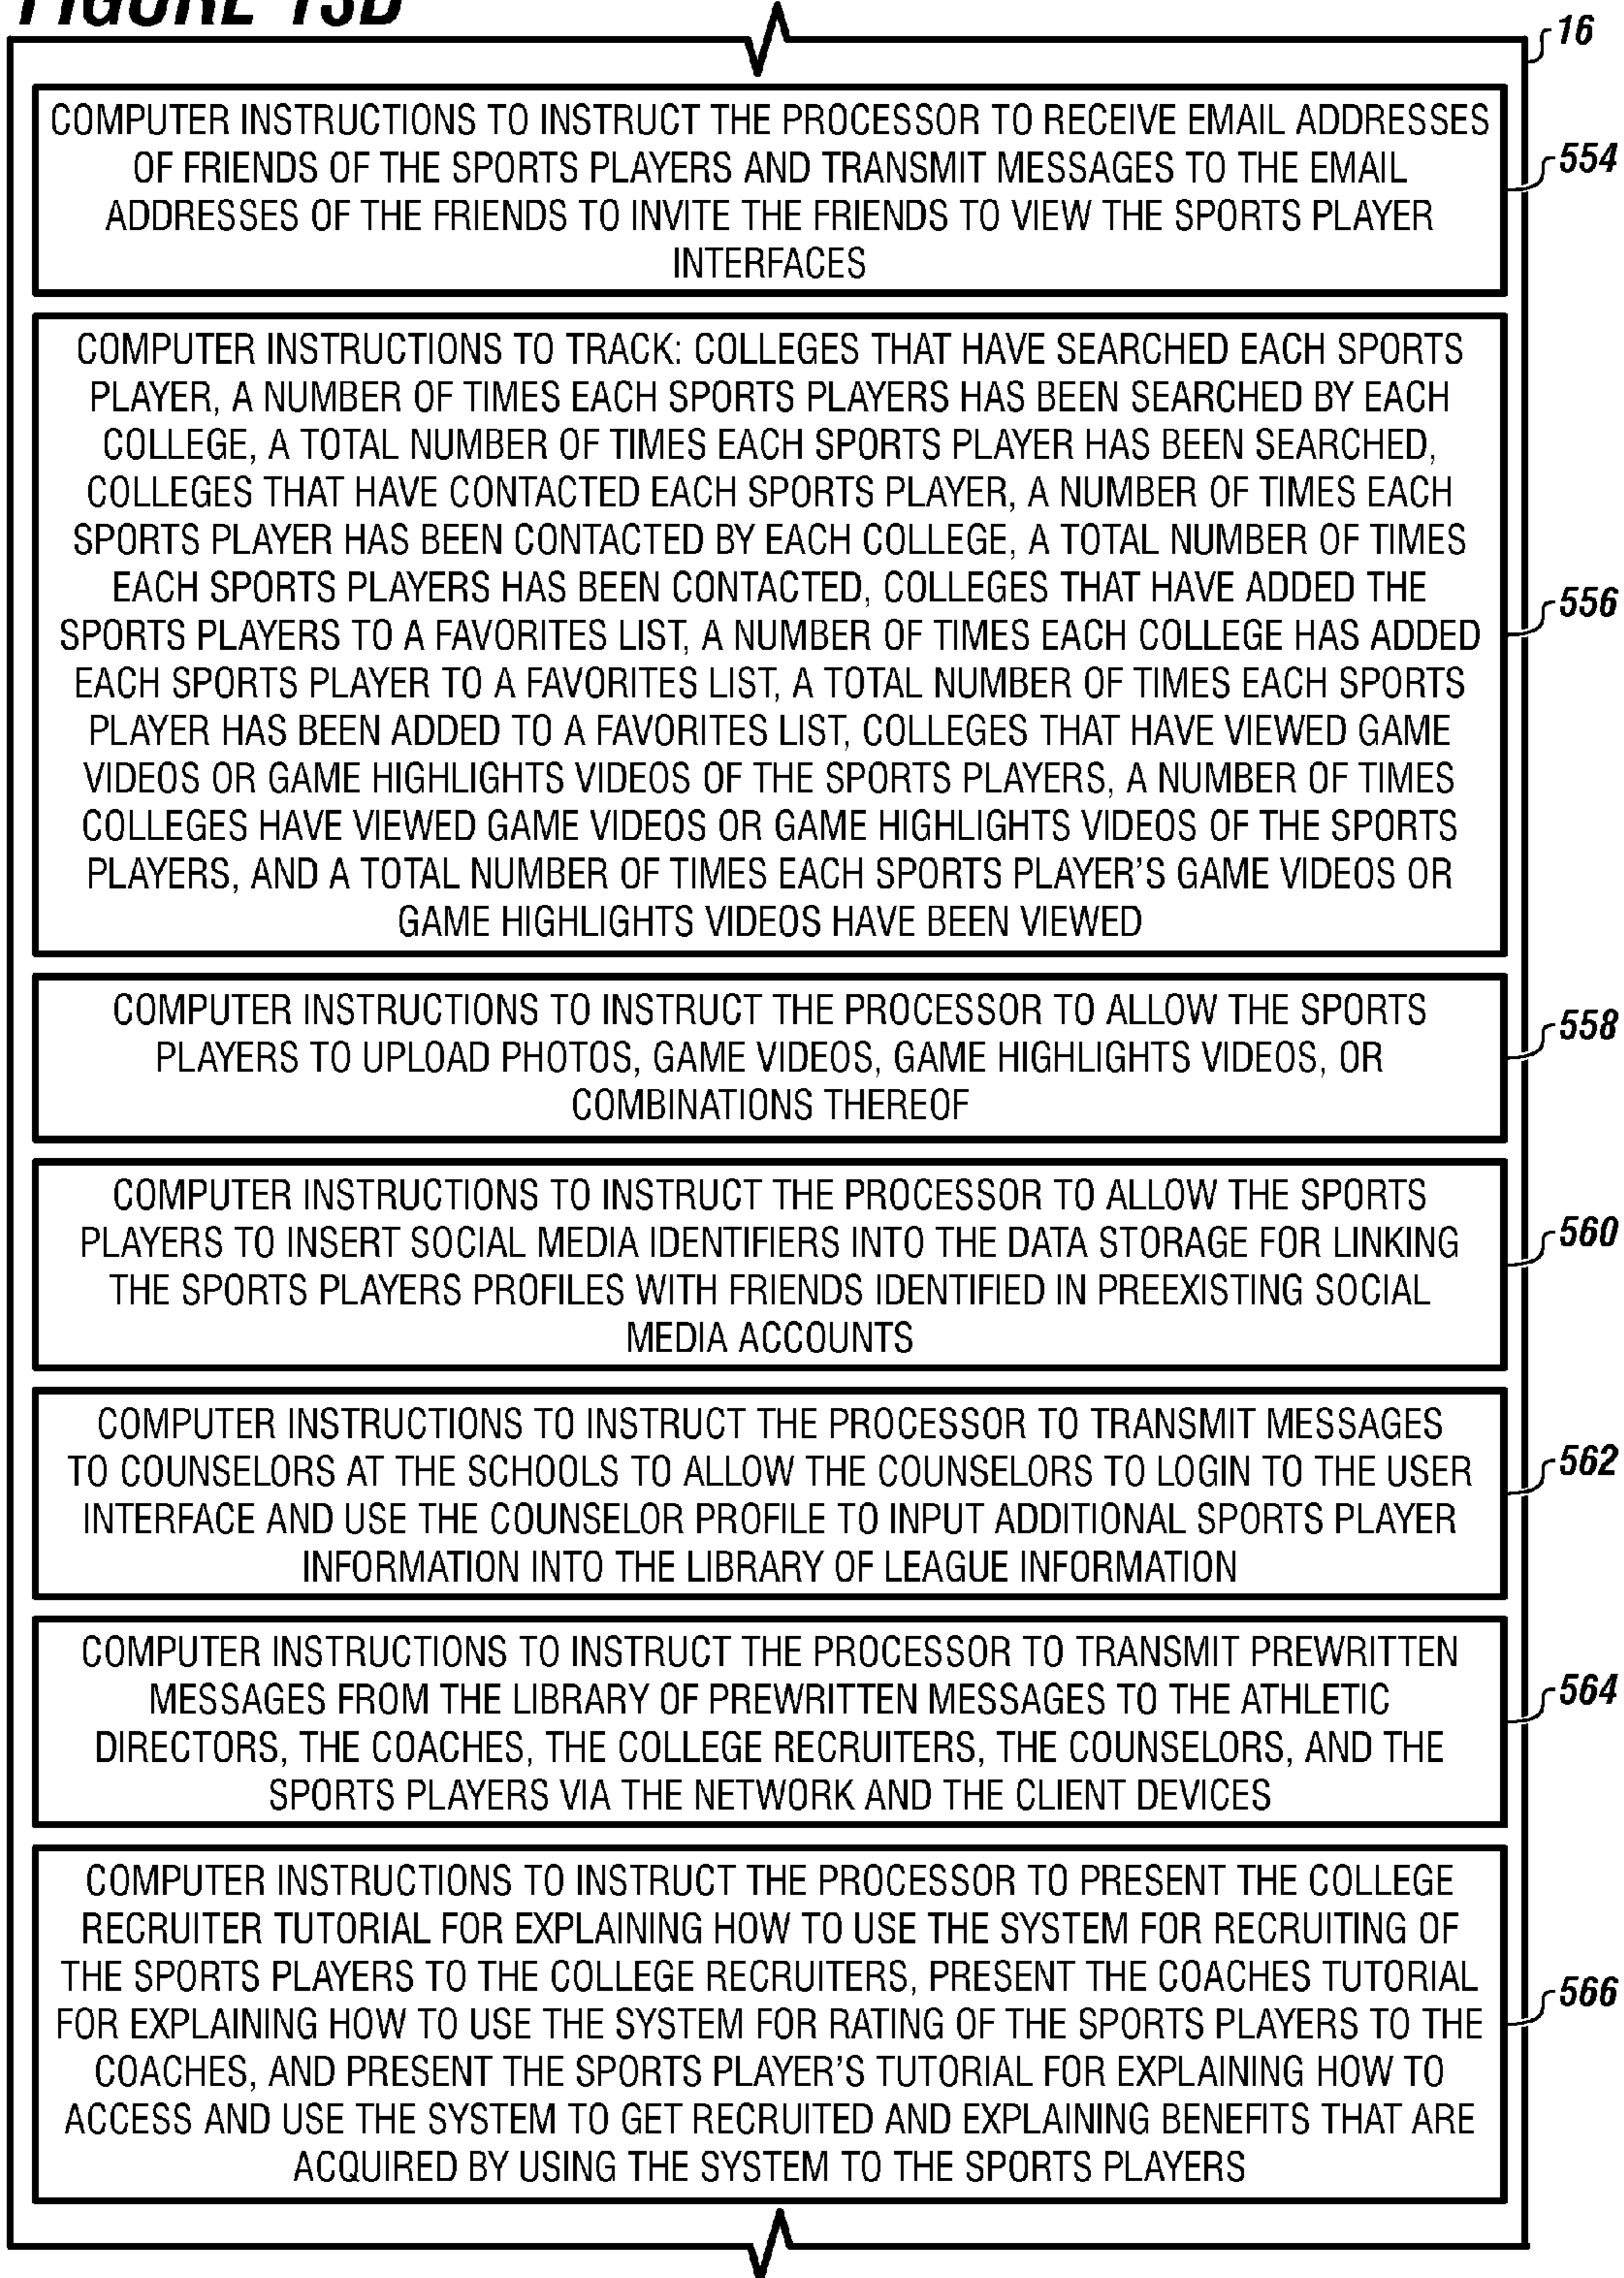 FIGURE 13D
16
COMPUTER INSTRUCTIONS TO INSTRUCT THE PROCESSOR TO RECEIVE EMAIL ADDRESSES
OF FRIENDS OF THE SPORTS PLAYERS AND TRANSMIT MESSAGES TO THE EMAIL
ADDRESSES OF THE FRIENDS TO INVITE THE FRIENDS TO VIEW THE SPORTS PLAYER
INTERFACES
554
COMPUTER INSTRUCTIONS TO TRACK: COLLEGES THAT HAVE SEARCHED EACH SPORTS
PLAYER, A NUMBER OF TIMES EACH SPORTS PLAYERS HAS BEEN SEARCHED BY EACH
COLLEGE, A TOTAL NUMBER OF TIMES EACH SPORTS PLAYER HAS BEEN SEARCHED,
COLLEGES THAT HAVE CONTACTED EACH SPORTS PLAYER, A NUMBER OF TIMES EACH
SPORTS PLAYER HAS BEEN CONTACTED BY EACH COLLEGE, A TOTAL NUMBER OF TIMES
EACH SPORTS PLAYERS HAS BEEN CONTACTED, COLLEGES THAT HAVE ADDED THE
SPORTS PLAYERS TO A FAVORITES LIST, A NUMBER OF TIMES EACH COLLEGE HAS ADDED
EACH SPORTS PLAYER TO A FAVORITES LIST, A TOTAL NUMBER OF TIMES EACH SPORTS
PLAYER HAS BEEN ADDED TO A FAVORITES LIST, COLLEGES THAT HAVE VIEWED GAME
VIDEOS OR GAME HIGHLIGHTS VIDEOS OF THE SPORTS PLAYERS, A NUMBER OF TIMES
COLLEGES HAVE VIEWED GAME VIDEOS OR GAME HIGHLIGHTS VIDEOS OF THE SPORTS
PLAYERS, AND A TOTAL NUMBER OF TIMES EACH SPORTS PLAYER'S GAME VIDEOS OR
GAME HIGHLIGHTS VIDEOS HAVE BEEN VIEWED
556
COMPUTER INSTRUCTIONS TO INSTRUCT THE PROCESSOR TO ALLOW THE SPORTS
PLAYERS TO UPLOAD PHOTOS, GAME VIDEOS, GAME HIGHLIGHTS VIDEOS, OR
COMBINATIONS THEREOF
558
COMPUTER INSTRUCTIONS TO INSTRUCT THE PROCESSOR TO ALLOW THE SPORTS
PLAYERS TO INSERT SOCIAL MEDIA IDENTIFIERS INTO THE DATA STORAGE FOR LINKING
THE SPORTS PLAYERS PROFILES WITH FRIENDS IDENTIFIED IN PREEXISTING SOCIAL
MEDIA ACCOUNTS
560
COMPUTER INSTRUCTIONS TO INSTRUCT THE PROCESSOR TO TRANSMIT MESSAGES
TO COUNSELORS AT THE SCHOOLS TO ALLOW THE COUNSELORS TO LOGIN TO THE USER
INTERFACE AND USE THE COUNSELOR PROFILE TO INPUT ADDITIONAL SPORTS PLAYER
INFORMATION INTO THE LIBRARY OF LEAGUE INFORMATION
562
COMPUTER INSTRUCTIONS TO INSTRUCT THE PROCESSOR TO TRANSMIT PREWRITTEN
MESSAGES FROM THE LIBRARY OF PREWRITTEN MESSAGES TO THE ATHLETIC
DIRECTORS, THE COACHES, THE COLLEGE RECRUITERS, THE COUNSELORS, AND THE
SPORTS PLAYERS VIA THE NETWORK AND THE CLIENT DEVICES
564
COMPUTER INSTRUCTIONS TO INSTRUCT THE PROCESSOR TO PRESENT THE COLLEGE
RECRUITER TUTORIAL FOR EXPLAINING HOW TO USE THE SYSTEM FOR RECRUITING OF
THE SPORTS PLAYERS TO THE COLLEGE RECRUITERS, PRESENT THE COACHES TUTORIAL
FOR EXPLAINING HOW TO USE THE SYSTEM FOR RATING OF THE SPORTS PLAYERS TO THE
COACHES, AND PRESENT THE SPORTS PLAYER'S TUTORIAL FOR EXPLAINING HOW TO
ACCESS AND USE THE SYSTEM TO GET RECRUITED AND EXPLAINING BENEFITS THAT ARE
ACQUIRED BY USING THE SYSTEM TO THE SPORTS PLAYERS
566